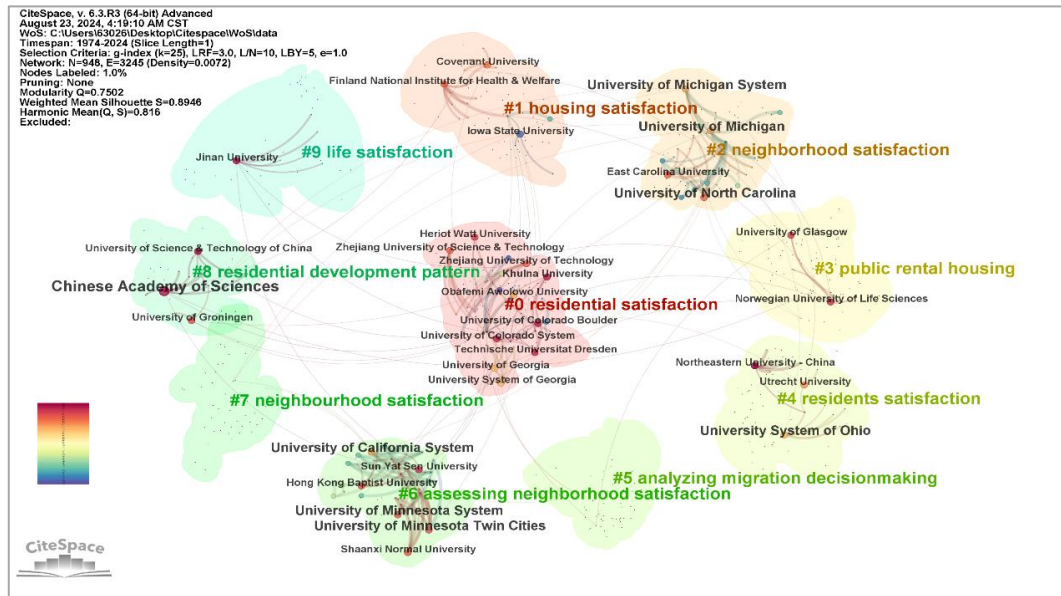 CiteSpace, v. 6.3.R3 (64-bit) Advanced
August 23, 2024, 4:19:10 AM CST
WoS: C:\Users\63026\Desktop\Citespace\WoS\data
Timespan: 1974-2024 (Slice Length=1)
Selection Criteria: g-index (k=25), LRF=3.0, L/N=10, LBY=5, e=1.0
Network: N=948, E=3245 (Density=0.0072)
Nodes Labeled: 1.0%
Pruning: None
Modularity Q=0.7502
Weighted Mean Silhouette S=0.8946
Harmonic Mean(Q, S)=0.816
Excluded:
Covenant University
Finland National Institute for Health & Welfare
#1 housing satisfaction
Iowa State University
University of Michigan System
University of Michigan
#2 neighborhood satisfaction
East Carolina University
University of North Carolina
Jinan University
#9 life satisfaction
University of Science & Technology of China
#8 residential development pattern
Chinese Academy of Sciences
University of Groningen
Heriot Watt University
Zhejiang University of Science & Technology
Zhejiang University of Technology
Khulna University
Obafemi Awolowo University
#0 residential satisfaction
University of Colorado Boulder
University of Colorado System
Technische Universitat Dresden
University of Georgia
University System of Georgia
University of Glasgow
#3 public rental housing
Norwegian University of Life Sciences
Northeastern University - China
Utrecht University
#4 residents satisfaction
University System of Ohio
#7 neighbourhood satisfaction
University of California System
Sun Yat Sen University
Hong Kong Baptist University
#6 assessing neighborhood satisfaction
University of Minnesota System
University of Minnesota Twin Cities
Shaanxi Normal University
#5 analyzing migration decisionmaking
CiteSpace